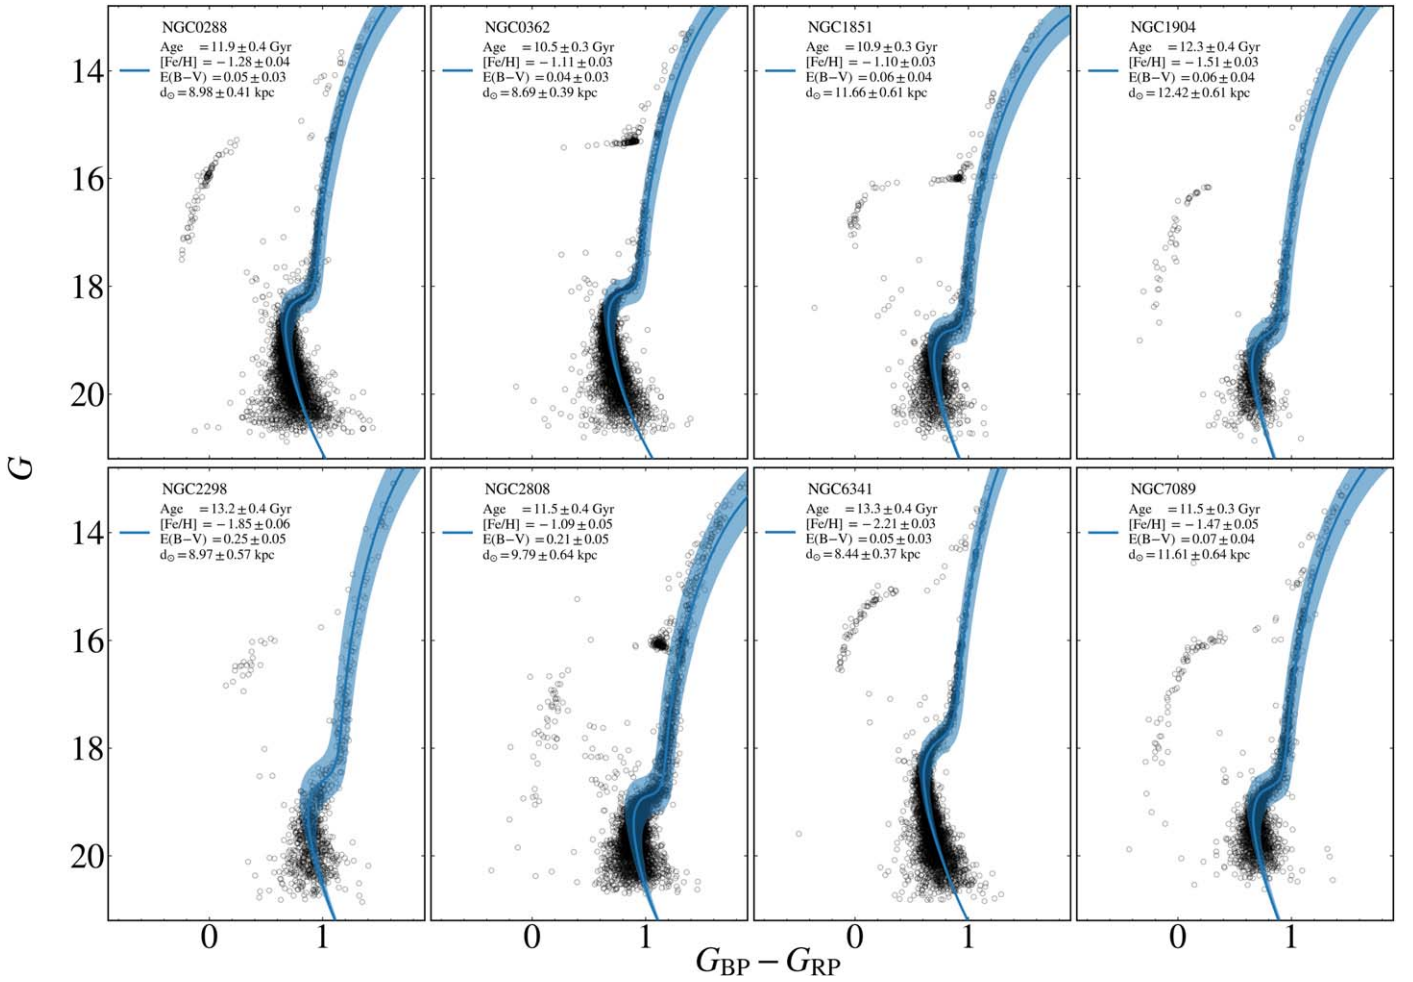 NGC0288
Age = 11.9 ± 0.4 Gyr
[Fe/H] = −1.28 ± 0.04
E(B−V) = 0.05 ± 0.03
d⊙ = 8.98 ± 0.41 kpc
NGC0362
Age = 10.5 ± 0.3 Gyr
[Fe/H] = −1.11 ± 0.03
E(B−V) = 0.04 ± 0.03
d⊙ = 8.69 ± 0.39 kpc
NGC1851
Age = 10.9 ± 0.3 Gyr
[Fe/H] = −1.10 ± 0.03
E(B−V) = 0.06 ± 0.04
d⊙ = 11.66 ± 0.61 kpc
NGC1904
Age = 12.3 ± 0.4 Gyr
[Fe/H] = −1.51 ± 0.03
E(B−V) = 0.06 ± 0.04
d⊙ = 12.42 ± 0.61 kpc
14
16
18
20
G
NGC2298
Age = 13.2 ± 0.4 Gyr
[Fe/H] = −1.85 ± 0.06
E(B−V) = 0.25 ± 0.05
d⊙ = 8.97 ± 0.57 kpc
NGC2808
Age = 11.5 ± 0.4 Gyr
[Fe/H] = −1.09 ± 0.05
E(B−V) = 0.21 ± 0.05
d⊙ = 9.79 ± 0.64 kpc
NGC6341
Age = 13.3 ± 0.4 Gyr
[Fe/H] = −2.21 ± 0.03
E(B−V) = 0.05 ± 0.03
d⊙ = 8.44 ± 0.37 kpc
NGC7089
Age = 11.5 ± 0.3 Gyr
[Fe/H] = −1.47 ± 0.05
E(B−V) = 0.07 ± 0.04
d⊙ = 11.61 ± 0.64 kpc
14
16
18
20
0 1 0 1 0 1 0 1
G_BP − G_RP